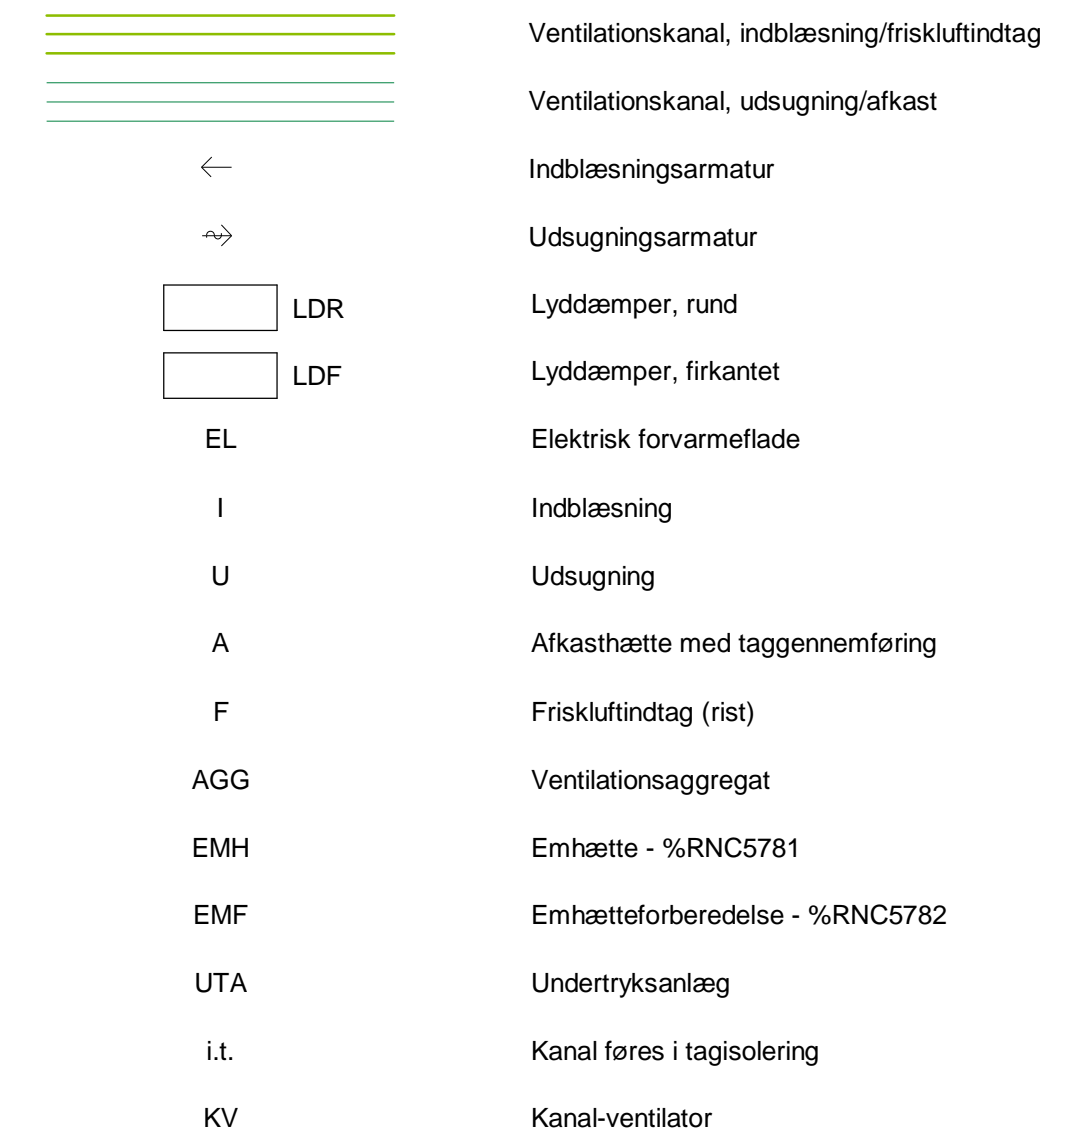 Ventilationskanal, indblæsning/friskluftindtag
Ventilationskanal, udsugning/afkast
Indblæsningsarmatur
Udsugningsarmatur
LDR Lyddæmper, rund
LDF Lyddæmper, firkantet
EL Elektrisk forvarmeflade
I Indblæsning
U Udsugning
A Afkasthætte med taggennemføring
F Friskluftindtag (rist)
AGG Ventilationsaggregat
EMH Emhætte - %RNC5781
EMF Emhætteforberedelse - %RNC5782
UTA Undertryksanlæg
i.t. Kanal føres i tagisolering
KV Kanal-ventilator